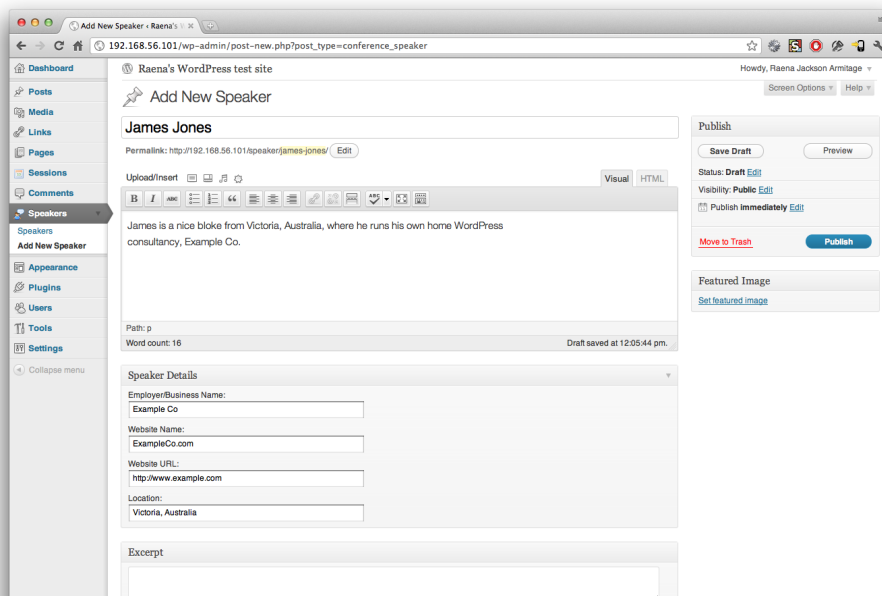 Add New Speaker ‹ Raena's W
192.168.56.101/wp-admin/post-new.php?post_type=conference_speaker
Dashboard
Posts
Media
Links
Pages
Sessions
Comments
Speakers
Speakers
Add New Speaker
Appearance
Plugins
Users
Tools
Settings
Collapse menu
Raena's WordPress test site
Howdy, Raena Jackson Armitage
Screen Options
Help
Add New Speaker
James Jones
Permalink: http://192.168.56.101/speaker/james-jones/ Edit
Upload/Insert
Visual HTML
B I ABC “ ABC
James is a nice bloke from Victoria, Australia, where he runs his own home WordPress
consultancy, Example Co.
Path: p
Word count: 16 Draft saved at 12:05:44 pm.
Speaker Details
Employer/Business Name:
Example Co
Website Name:
ExampleCo.com
Website URL:
http://www.example.com
Location:
Victoria, Australia
Excerpt
Publish
Save Draft Preview
Status: Draft Edit
Visibility: Public Edit
Publish immediately Edit
Move to Trash Publish
Featured Image
Set featured image